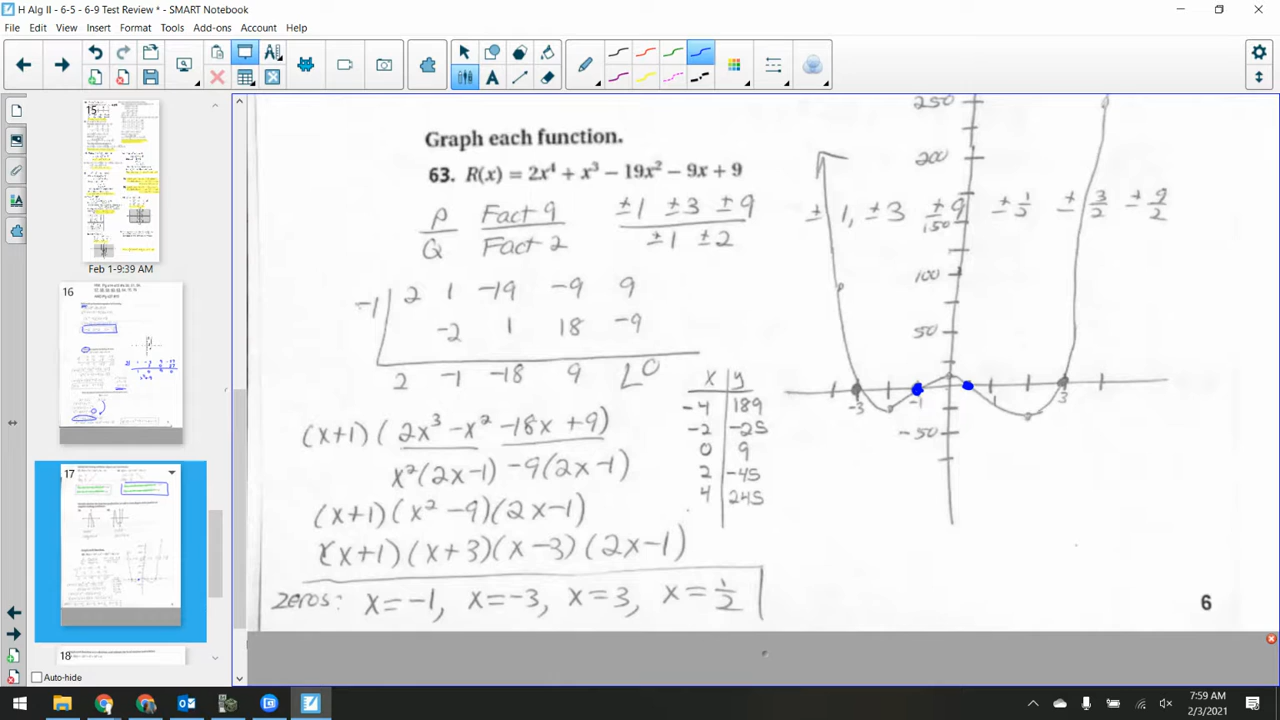 H Alg II - 6-5 - 6-9 Test Review * - SMART Notebook
File Edit View Insert Format Tools Add-ons Account Help
15
Feb 1-9:39 AM
16
17
18
Auto-hide
Graph each function.
63. R(x) = 2x⁴ + x³ − 19x² − 9x + 9
P/Q Fact 9/Fact 2 ±1 ±3 ±9/±1 ±2 ±1, ±3 ±9 ±1/2 ±3/2 ±9/2
-1 | 2 1 -19 -9 9
-2 1 18 -9
2 -1 -18 9 0
(x+1)(2x³ -x² -18x +9)
x²(2x-1) -9(2x-1)
(x+1)(x²-9)(2x-1)
(x+1)(x+3)(x-3)(2x-1)
zeros: x=-1, x=-3, x=3, x=1/2
x y
-4 189
-2 -25
0 9
2 -45
4 245
250
200
150
100
50
-3 -1 1 3
-50
6
7:59 AM
2/3/2021